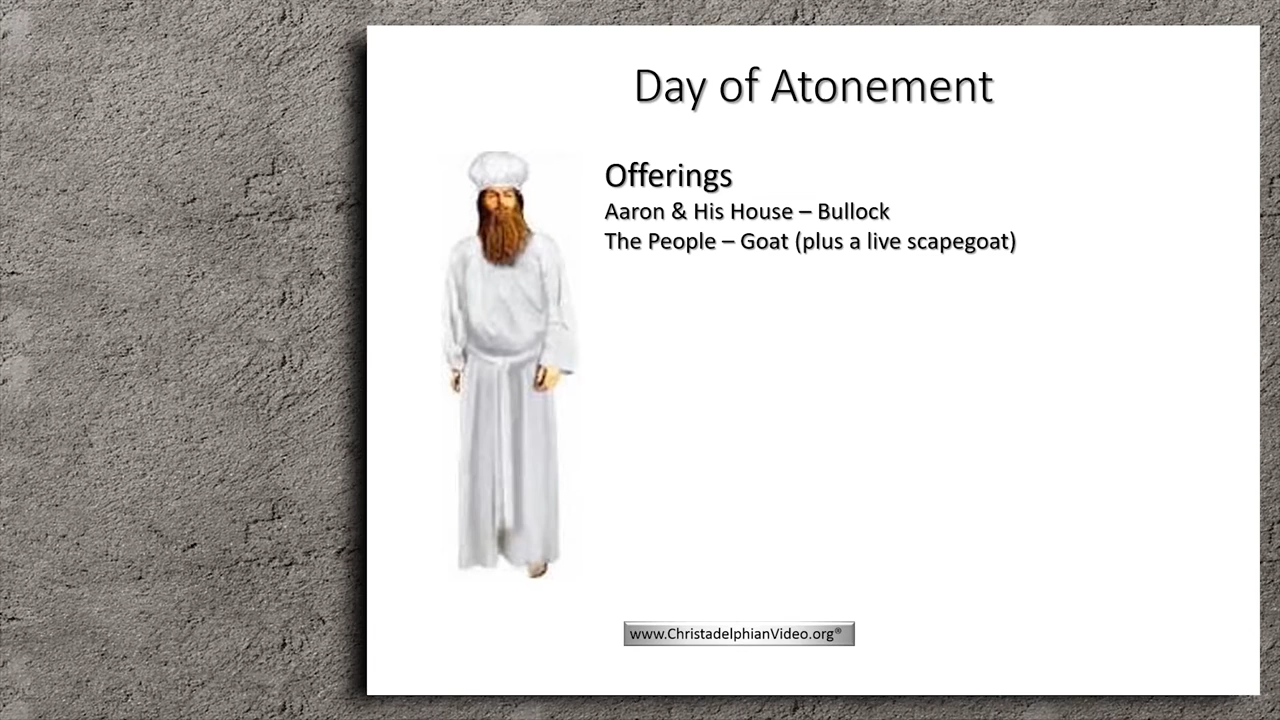 Day of Atonement
Offerings
Aaron & His House – Bullock
The People – Goat (plus a live scapegoat)
www.ChristadelphianVideo.org®